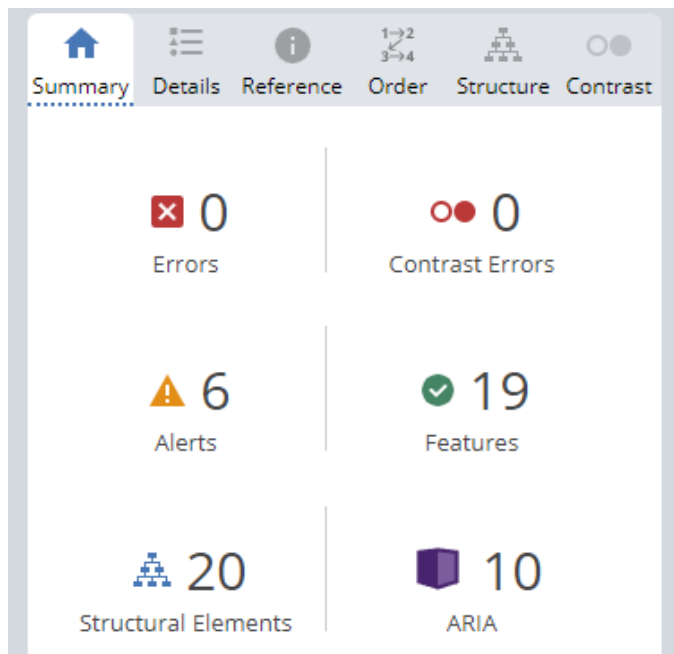 1→2
3→4
Summary Details Reference Order Structure Contrast
0 0
Errors Contrast Errors
6 19
Alerts Features
20 10
Structural Elements ARIA